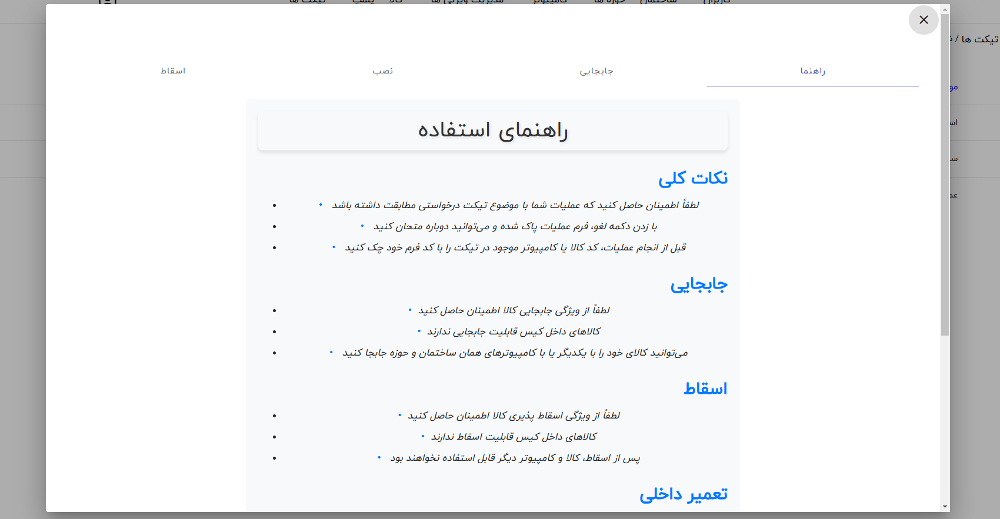 تیکت ها /
راهنما
جابجایی
نصب
اسقاط
راهنمای استفاده
نکات کلی
• لطفاً اطمینان حاصل کنید که عملیات شما با موضوع تیکت درخواستی مطابقت داشته باشد
• با زدن دکمه لغو، فرم عملیات پاک شده و می‌توانید دوباره متحان کنید
• قبل از انجام عملیات، کد کالا یا کامپیوتر موجود در تیکت را با کد فرم خود چک کنید
جابجایی
• لطفاً از ویژگی جابجایی کالا اطمینان حاصل کنید
• کالاهای داخل کیس قابلیت جابجایی ندارند
• می‌توانید کالای خود را با یکدیگر یا با کامپیوترهای همان ساختمان و حوزه جابجا کنید
اسقاط
• لطفاً از ویژگی اسقاط پذیری کالا اطمینان حاصل کنید
• کالاهای داخل کیس قابلیت اسقاط ندارند
• پس از اسقاط، کالا و کامپیوتر دیگر قابل استفاده نخواهند بود
تعمیر داخلی